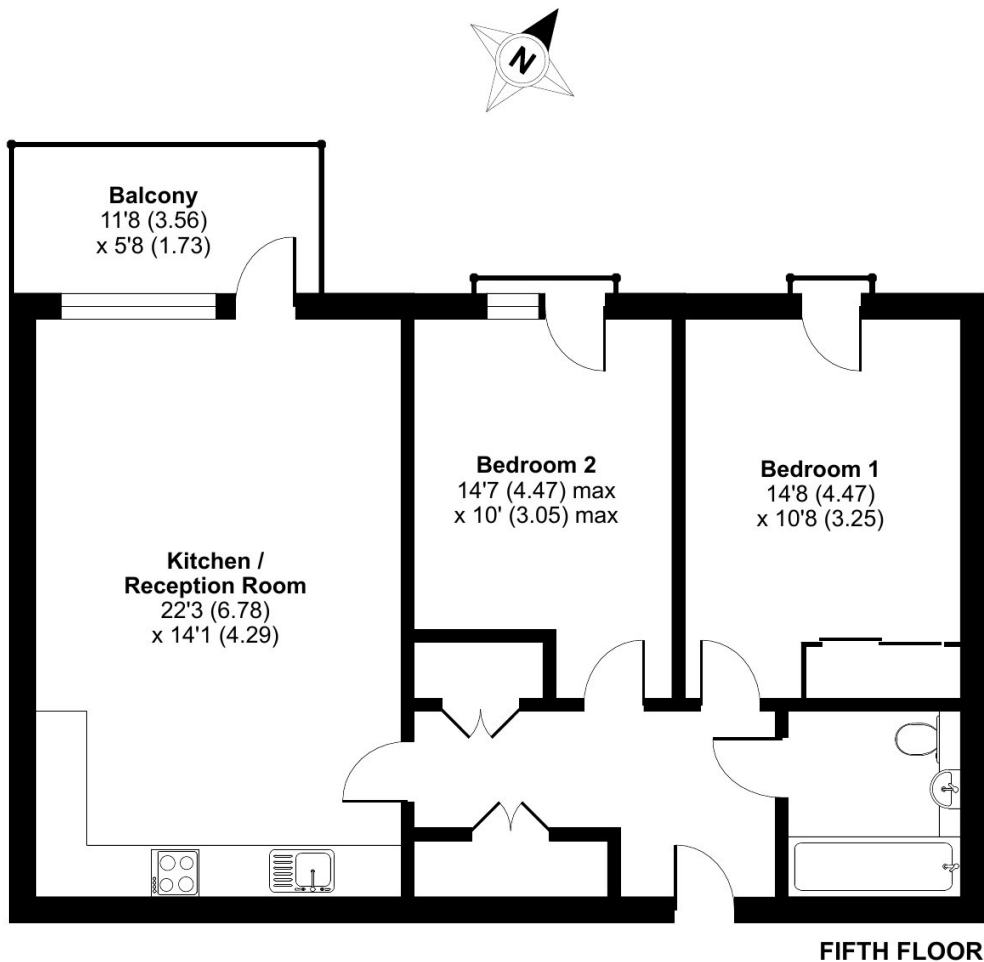 N
Balcony
11'8 (3.56)
x 5'8 (1.73)
Bedroom 2
14'7 (4.47) max
x 10' (3.05) max
Bedroom 1
14'8 (4.47)
x 10'8 (3.25)
Kitchen /
Reception Room
22'3 (6.78)
x 14'1 (4.29)
FIFTH FLOOR